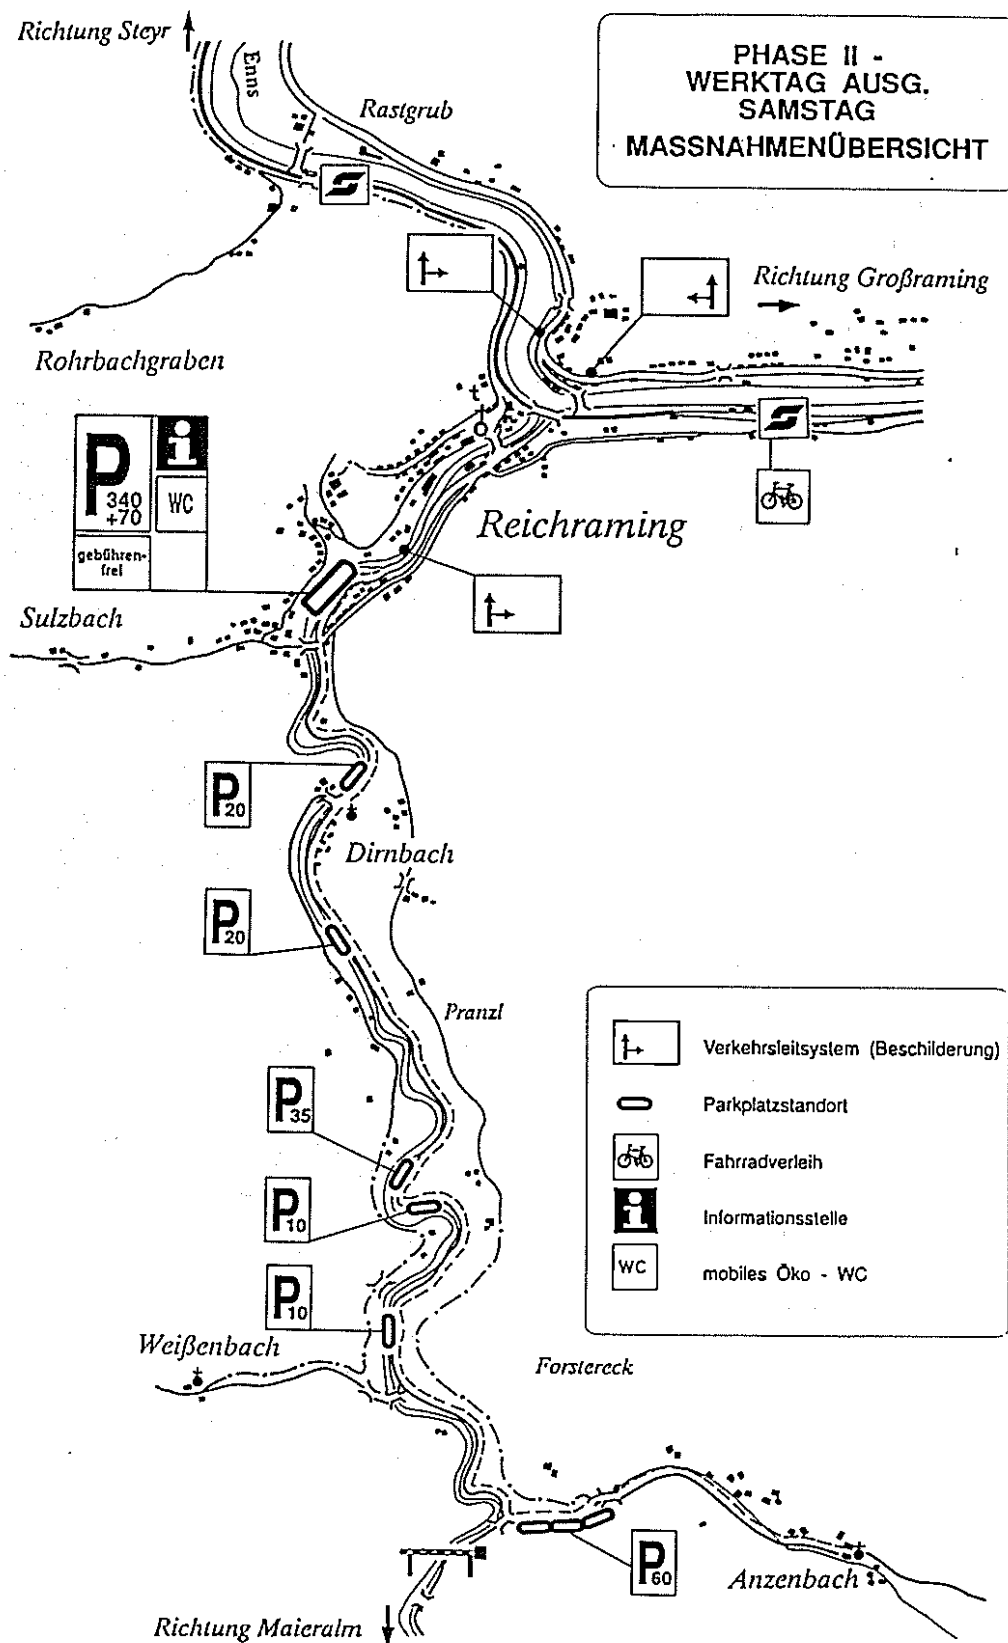 Richtung Steyr
Enns
Rastgrub
PHASE II -
WERKTAG AUSG.
SAMSTAG
MASSNAHMENÜBERSICHT
Richtung Großraming
Rohrbachgraben
P
340
+70
i
WC
gebühren-
frei
Reichraming
Sulzbach
P
20
Dirnbach
P
20
Pranzl
P
35
P
10
P
10
Verkehrsleitsystem (Beschilderung)
Parkplatzstandort
Fahrradverleih
i
Informationsstelle
WC
mobiles Öko - WC
Weißenbach
Forstereck
P
60
Anzenbach
Richtung Maieralm